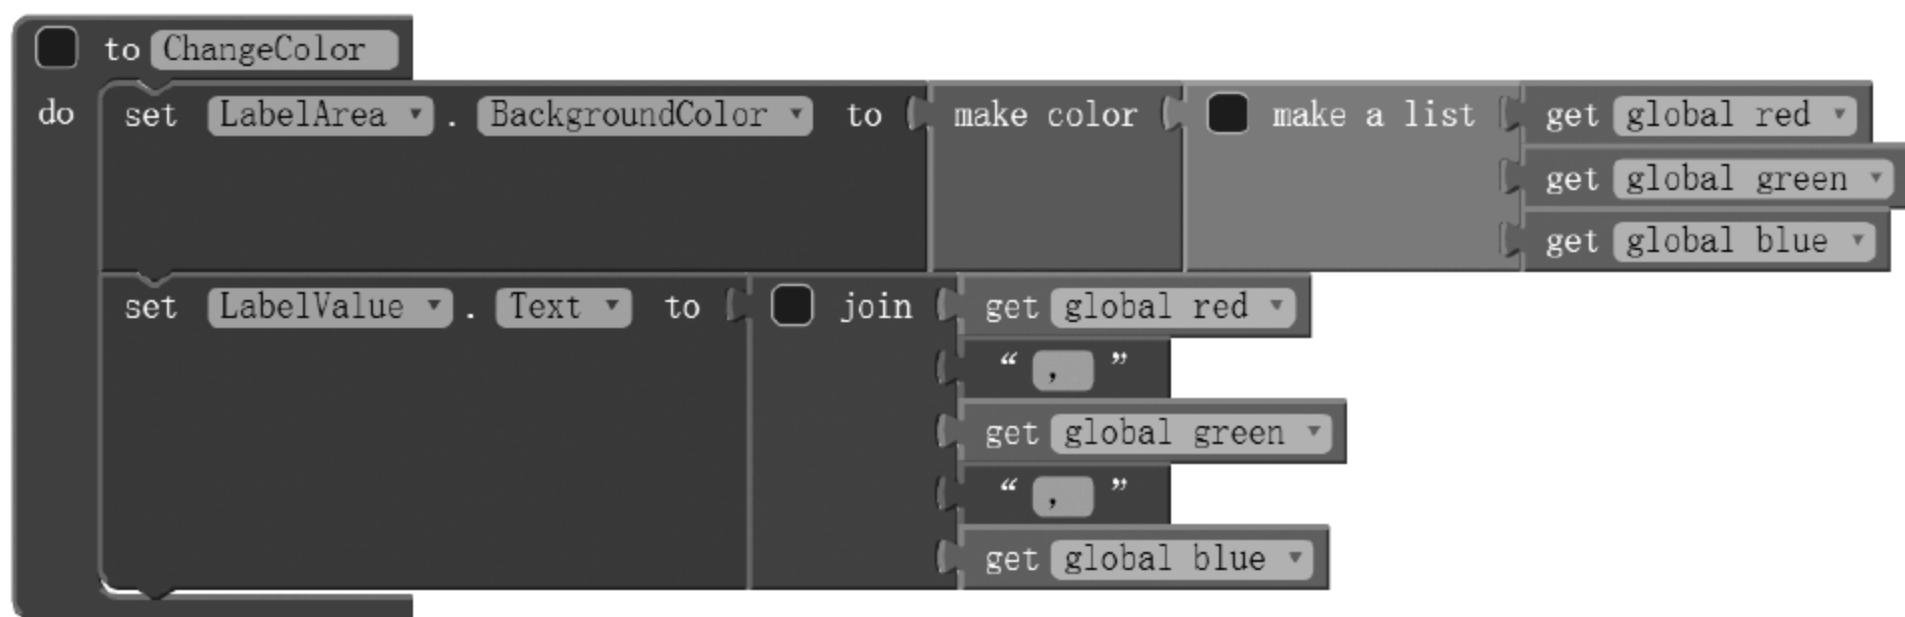 to ChangeColor
do set LabelArea . BackgroundColor to make color make a list get global red
get global green
get global blue
set LabelValue . Text to join get global red
“ , ”
get global green
“ , ”
get global blue